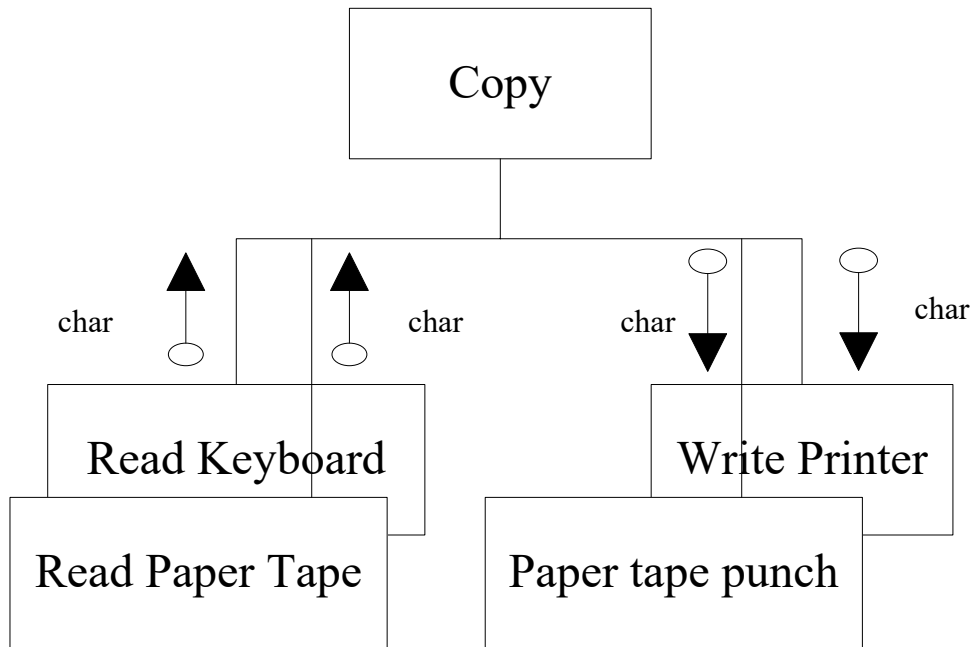 Copy
char
char
char
char
Read Keyboard
Write Printer
Read Paper Tape
Paper tape punch